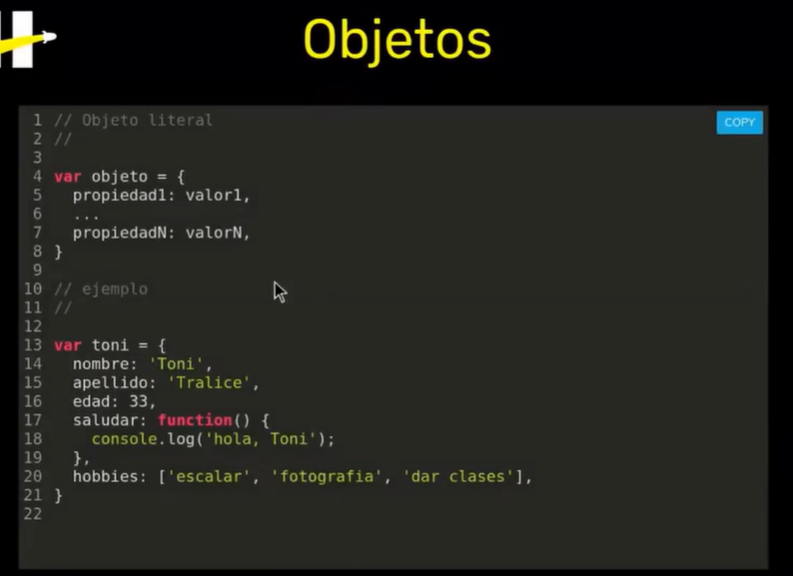 Objetos
COPY
1 // Objeto literal
2 //
3
4 var objeto = {
5   propiedad1: valor1,
6   ...
7   propiedadN: valorN,
8 }
9
10 // ejemplo
11 //
12
13 var toni = {
14   nombre: 'Toni',
15   apellido: 'Tralice',
16   edad: 33,
17   saludar: function() {
18     console.log('hola, Toni');
19   },
20   hobbies: ['escalar', 'fotografia', 'dar clases'],
21 }
22